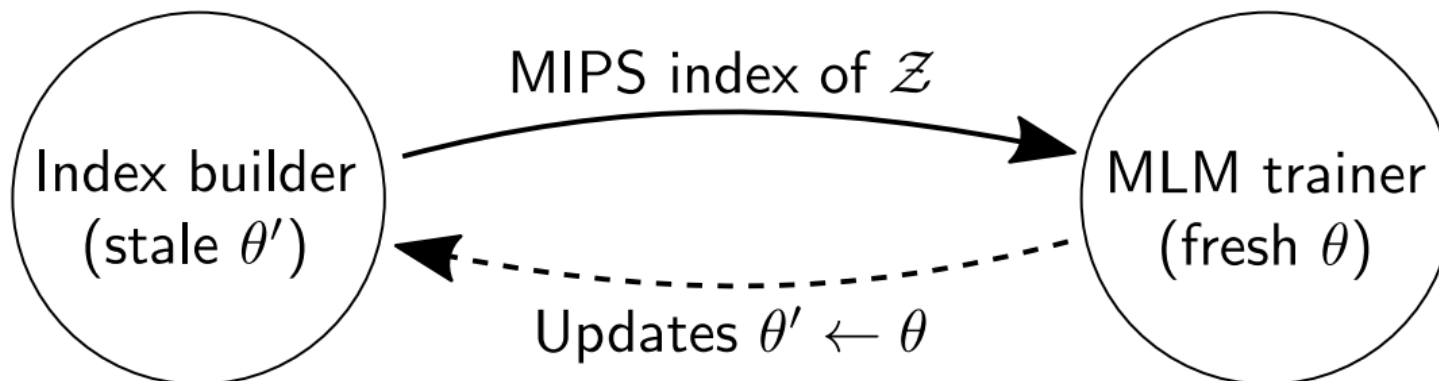 MIPS index of 𝒵
Index builder
(stale θ′)
MLM trainer
(fresh θ)
Updates θ′ ← θ